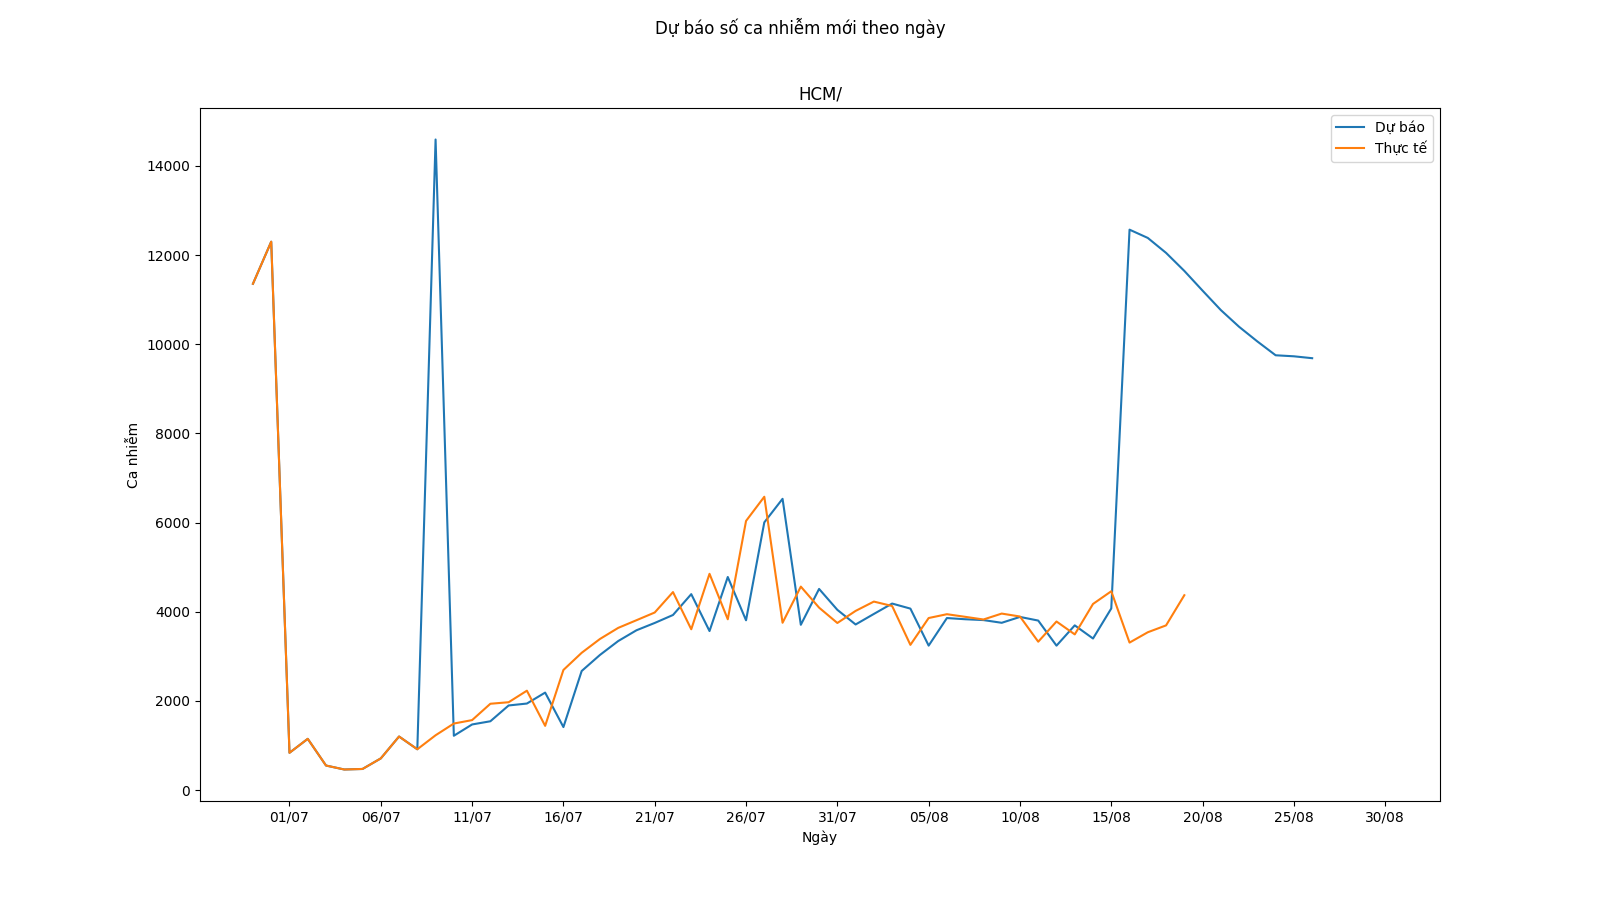 Dự báo số ca nhiễm mới theo ngày
HCM/
Dự báo
Thực tế
14000
12000
10000
8000
6000
4000
2000
0
Ca nhiễm
01/07 06/07 11/07 16/07 21/07 26/07 31/07 05/08 10/08 15/08 20/08 25/08 30/08
Ngày